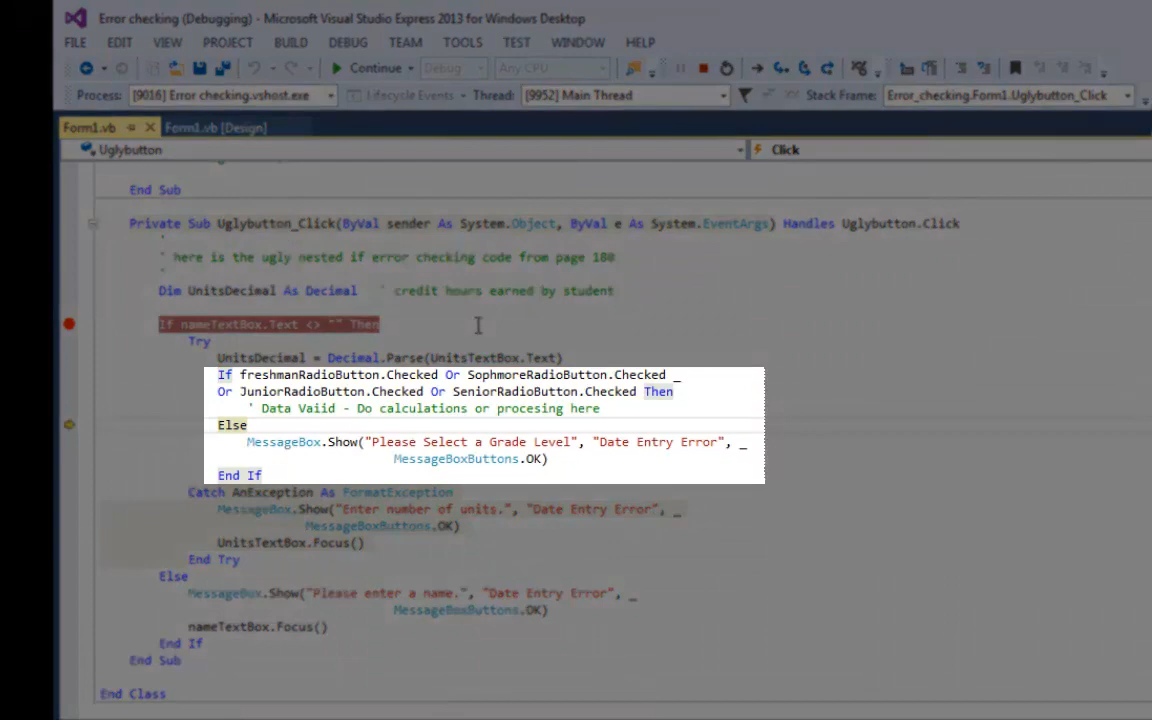 Error checking (Debugging) - Microsoft Visual Studio Express 2013 for Windows Desktop
FILE EDIT VIEW PROJECT BUILD DEBUG TEAM TOOLS TEST WINDOW HELP
Continue Debug Any CPU
Process: [9016] Error checking.vshost.exe Lifecycle Events Thread: [9952] Main Thread Stack Frame: Error_checking.Form1.Uglybutton_Click
Form1.vb Form1.vb [Design]
Uglybutton Click
End Sub
Private Sub Uglybutton_Click(ByVal sender As System.Object, ByVal e As System.EventArgs) Handles Uglybutton.Click
'
' here is the ugly nested if error checking code from page 180
'
Dim UnitsDecimal As Decimal ' credit hours earned by student
If nameTextBox.Text <> "" Then
Try
UnitsDecimal = Decimal.Parse(UnitsTextBox.Text)
If freshmanRadioButton.Checked Or SophmoreRadioButton.Checked _
Or JuniorRadioButton.Checked Or SeniorRadioButton.Checked Then
' Data Vaiid - Do calculations or procesing here
Else
MessageBox.Show("Please Select a Grade Level", "Date Entry Error", _
MessageBoxButtons.OK)
End If
Catch AnException As FormatException
MessageBox.Show("Enter number of units.", "Date Entry Error", _
MessageBoxButtons.OK)
UnitsTextBox.Focus()
End Try
Else
MessageBox.Show("Please enter a name.", "Date Entry Error", _
MessageBoxButtons.OK)
nameTextBox.Focus()
End If
End Sub
End Class